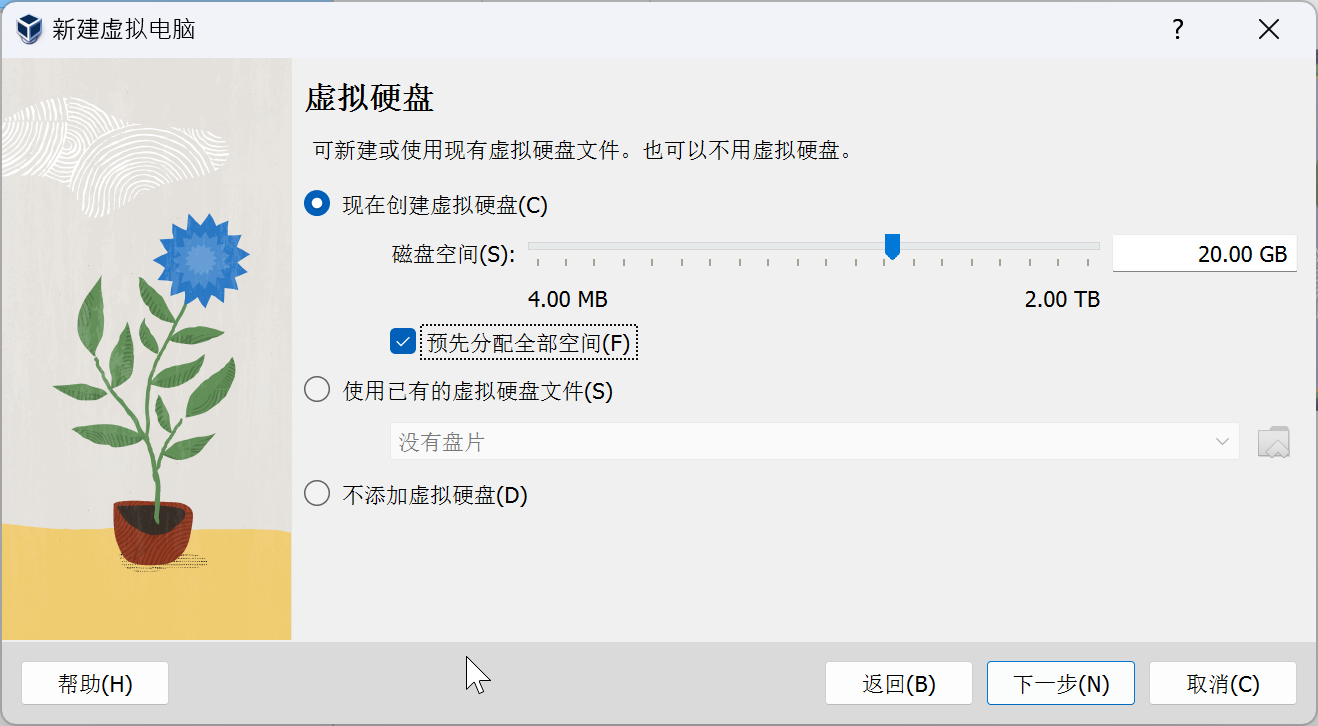 新建虚拟电脑
?
虚拟硬盘
可新建或使用现有虚拟硬盘文件。也可以不用虚拟硬盘。
现在创建虚拟硬盘(C)
磁盘空间(S):
20.00 GB
4.00 MB
2.00 TB
预先分配全部空间(F)
使用已有的虚拟硬盘文件(S)
没有盘片
不添加虚拟硬盘(D)
帮助(H)
返回(B)
下一步(N)
取消(C)